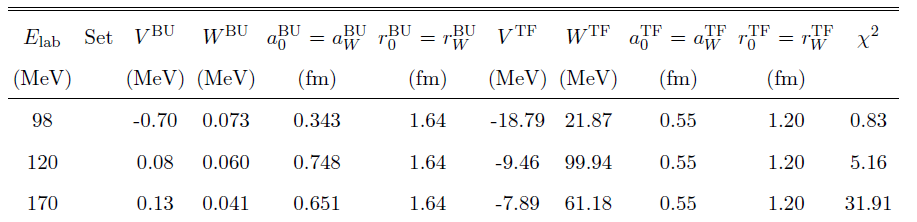 E_lab Set V^BU W^BU a_0^BU = a_W^BU r_0^BU = r_W^BU V^TF W^TF a_0^TF = a_W^TF r_0^TF = r_W^TF χ^2
(MeV) (MeV) (MeV) (fm) (fm) (MeV) (MeV) (fm) (fm)
98 -0.70 0.073 0.343 1.64 -18.79 21.87 0.55 1.20 0.83
120 0.08 0.060 0.748 1.64 -9.46 99.94 0.55 1.20 5.16
170 0.13 0.041 0.651 1.64 -7.89 61.18 0.55 1.20 31.91